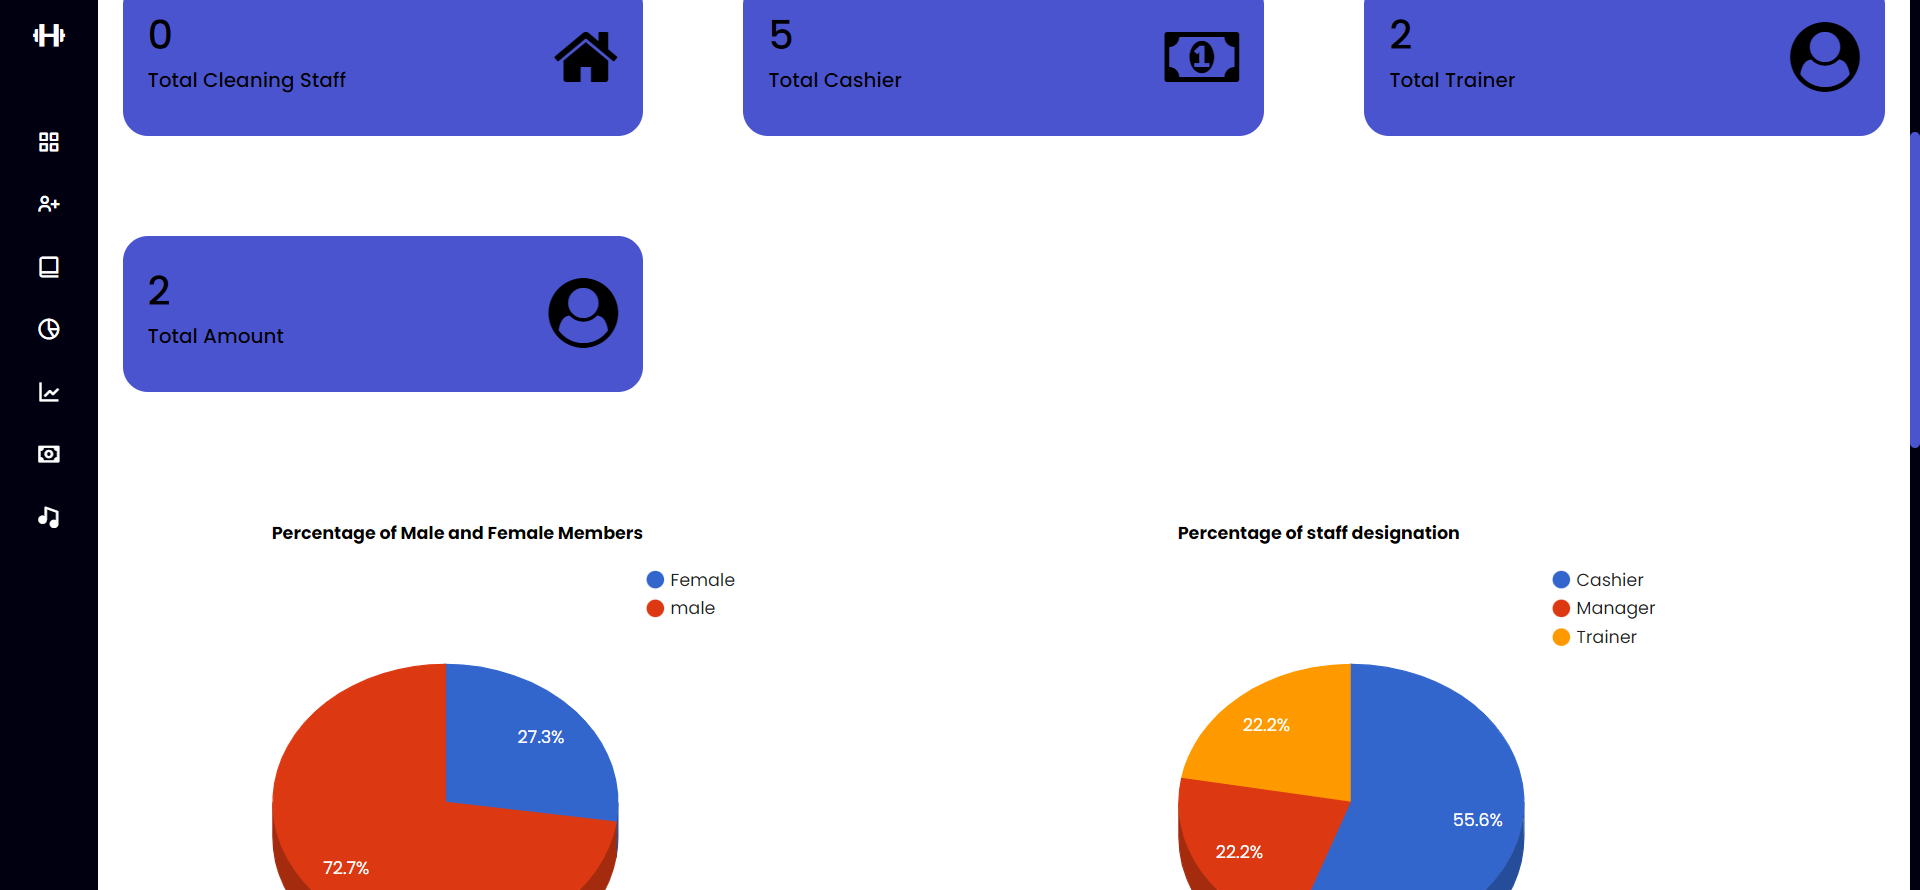 0
Total Cleaning Staff
5
Total Cashier
1
2
Total Trainer
2
Total Amount
Percentage of Male and Female Members
Female
male
27.3%
72.7%
Percentage of staff designation
Cashier
Manager
Trainer
22.2%
55.6%
22.2%